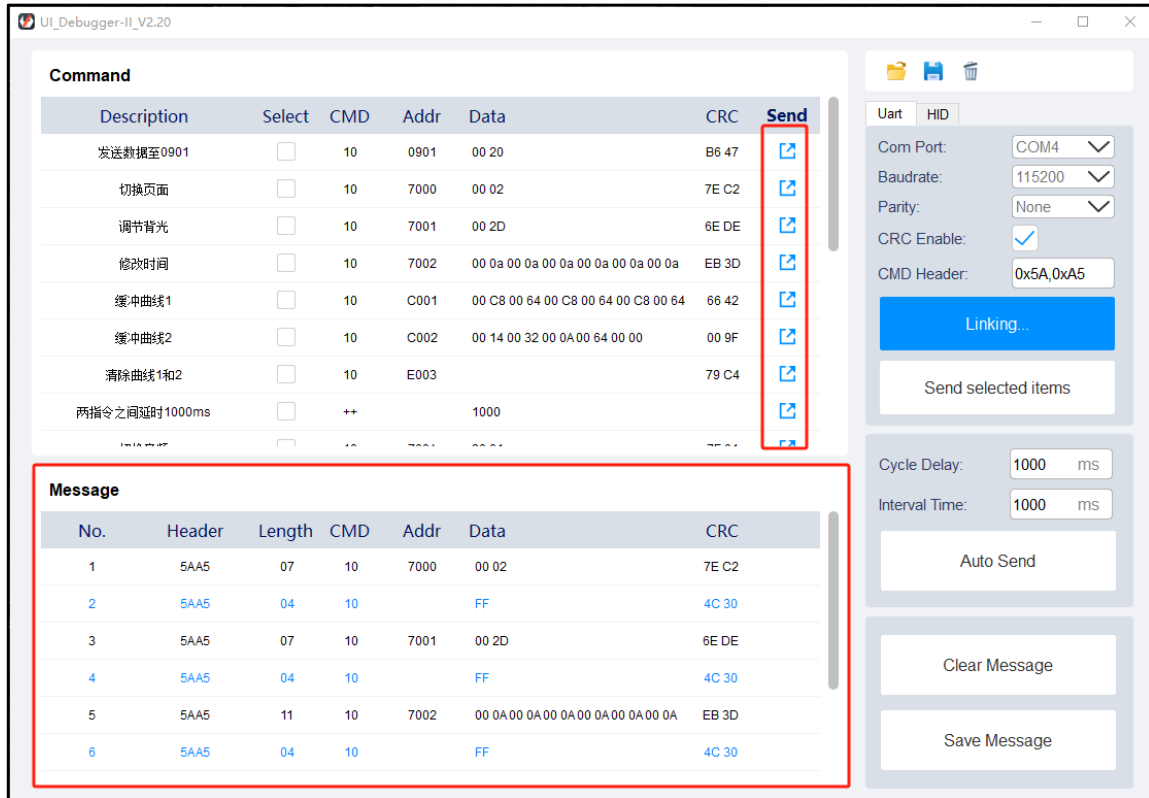 UI_Debugger-II_V2.20
Command
Description Select CMD Addr Data CRC Send
发送数据至0901 10 0901 00 20 B6 47
切换页面 10 7000 00 02 7E C2
调节背光 10 7001 00 2D 6E DE
修改时间 10 7002 00 0a 00 0a 00 0a 00 0a 00 0a 00 0a EB 3D
缓冲曲线1 10 C001 00 C8 00 64 00 C8 00 64 00 C8 00 64 66 42
缓冲曲线2 10 C002 00 14 00 32 00 0A 00 64 00 00 00 9F
清除曲线1和2 10 E003 79 C4
两指令之间延时1000ms ++ 1000
Message
No. Header Length CMD Addr Data CRC
1 5AA5 07 10 7000 00 02 7E C2
2 5AA5 04 10 FF 4C 30
3 5AA5 07 10 7001 00 2D 6E DE
4 5AA5 04 10 FF 4C 30
5 5AA5 11 10 7002 00 0A 00 0A 00 0A 00 0A 00 0A 00 0A EB 3D
6 5AA5 04 10 FF 4C 30
Uart HID
Com Port: COM4
Baudrate: 115200
Parity: None
CRC Enable:
CMD Header: 0x5A,0xA5
Linking...
Send selected items
Cycle Delay: 1000 ms
Interval Time: 1000 ms
Auto Send
Clear Message
Save Message